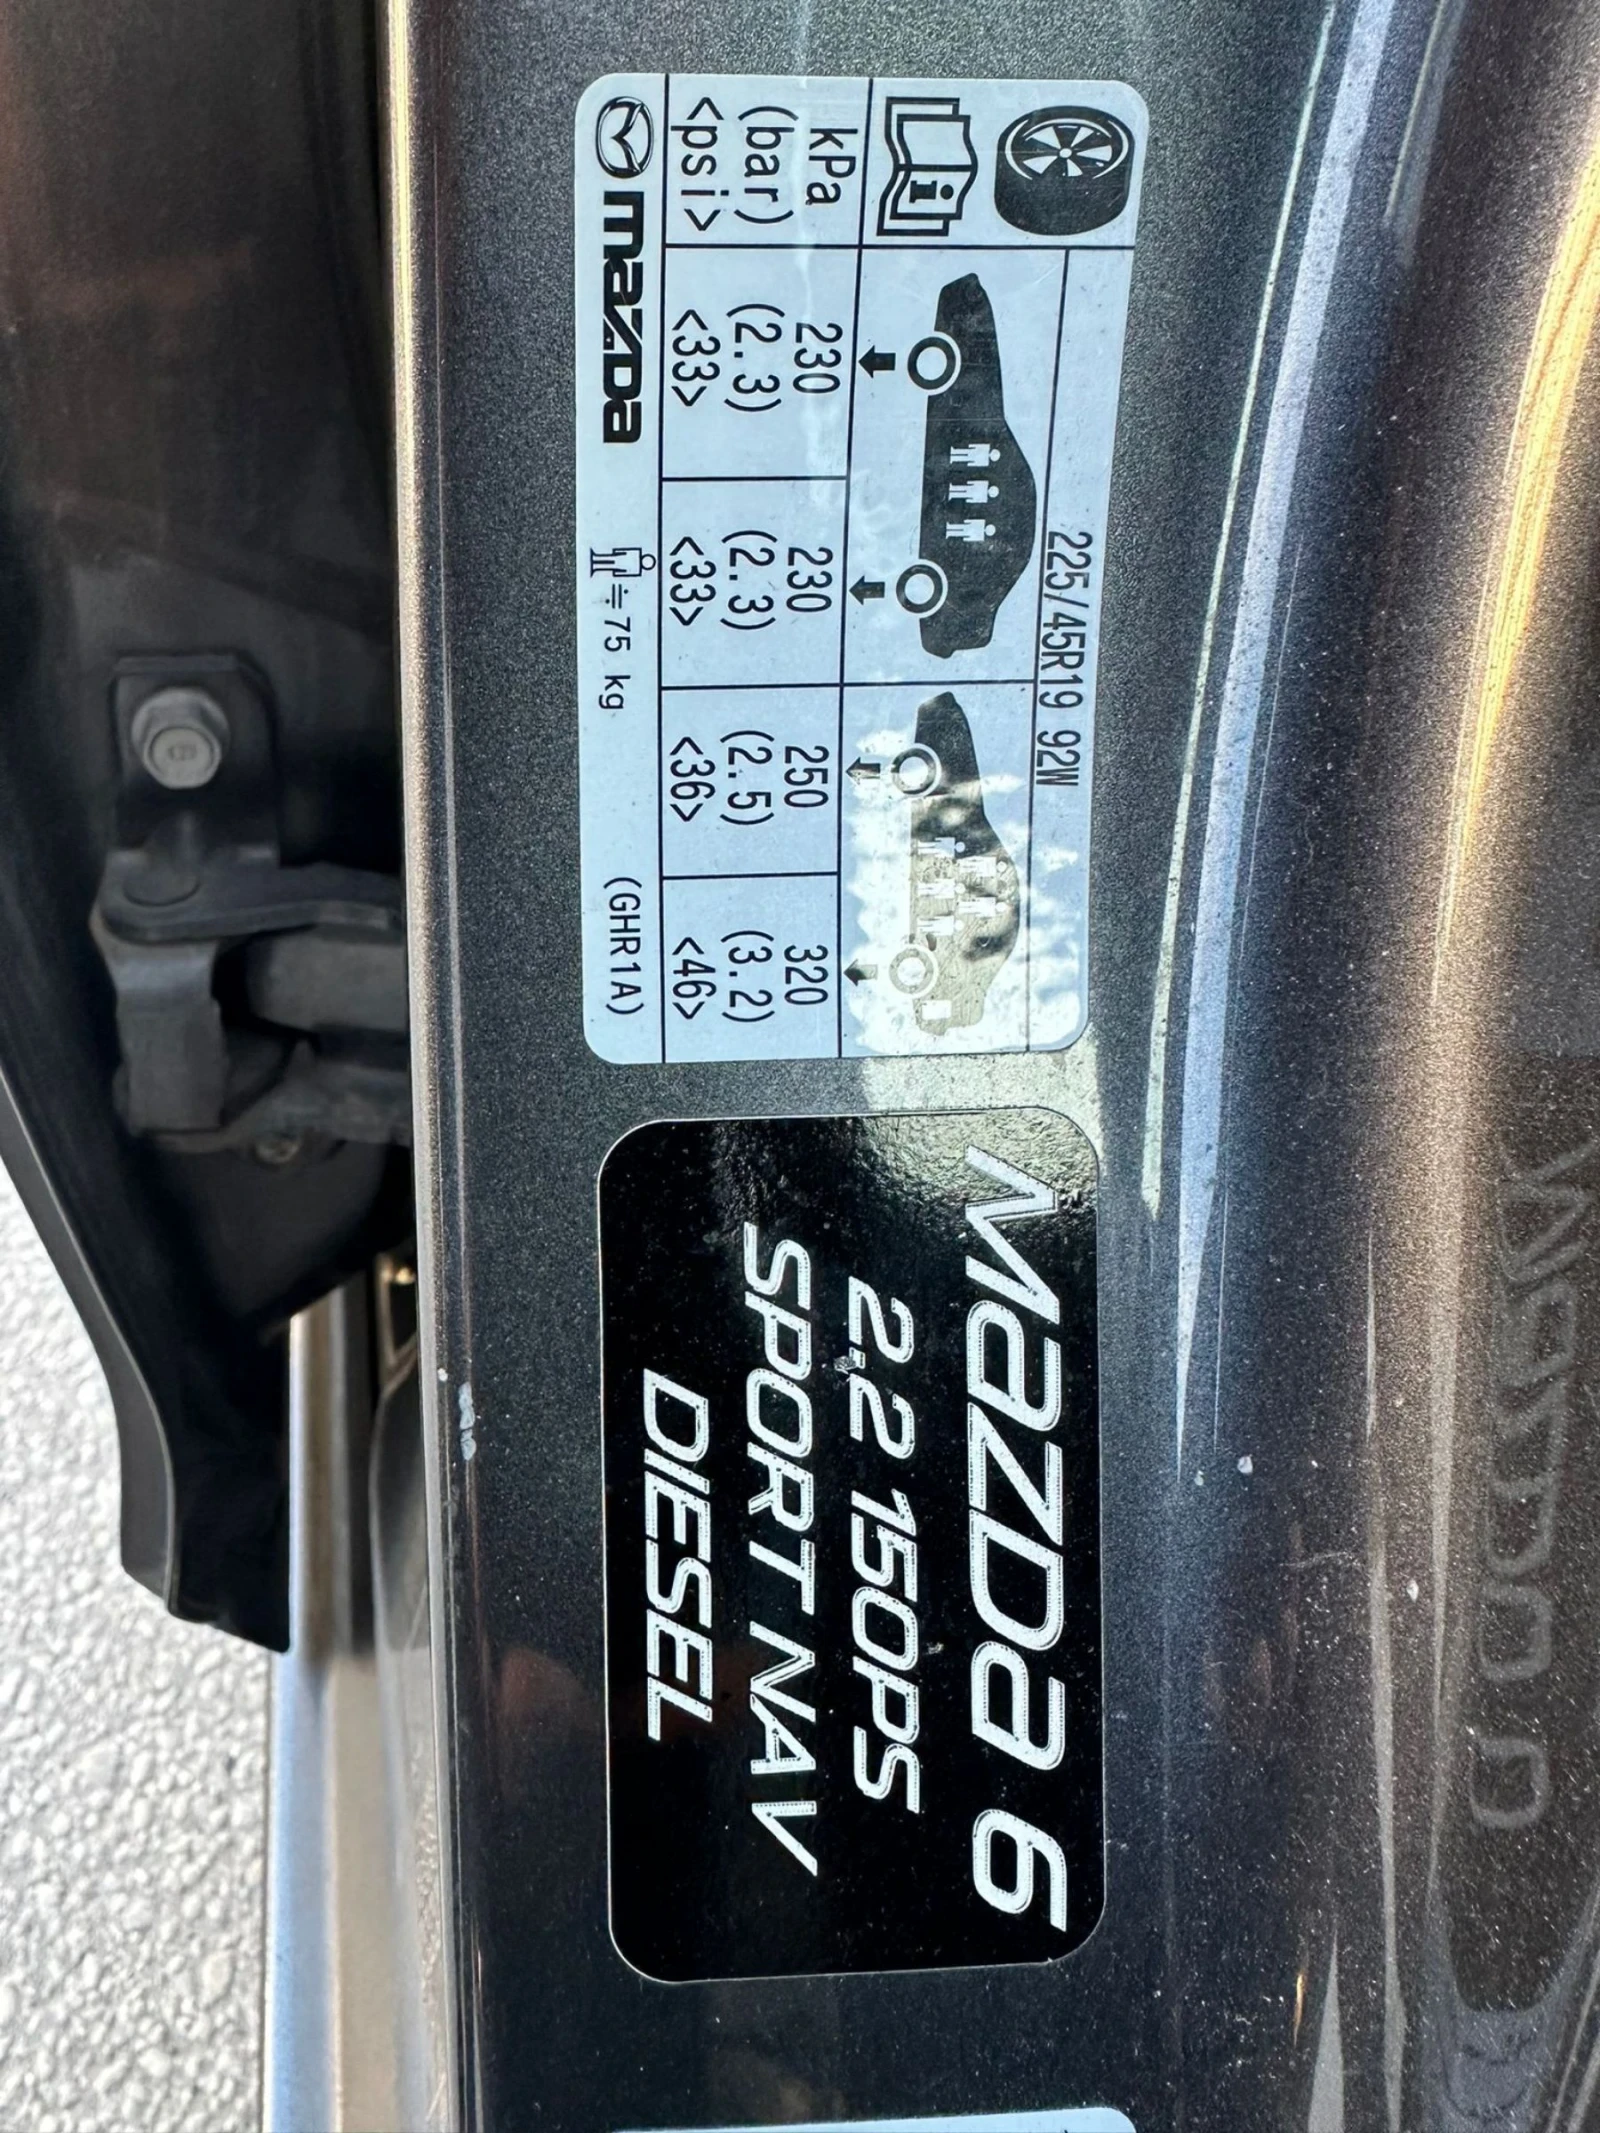 225/45R19 92W
kPa 230 230 250 320
(bar) (2.3) (2.3) (2.5) (3.2)
<psi> <33> <33> <36> <46>
mazda ≒75 kg (GHR1A)
Mazda 6
2.2 150PS
SPORT NAV
DIESEL